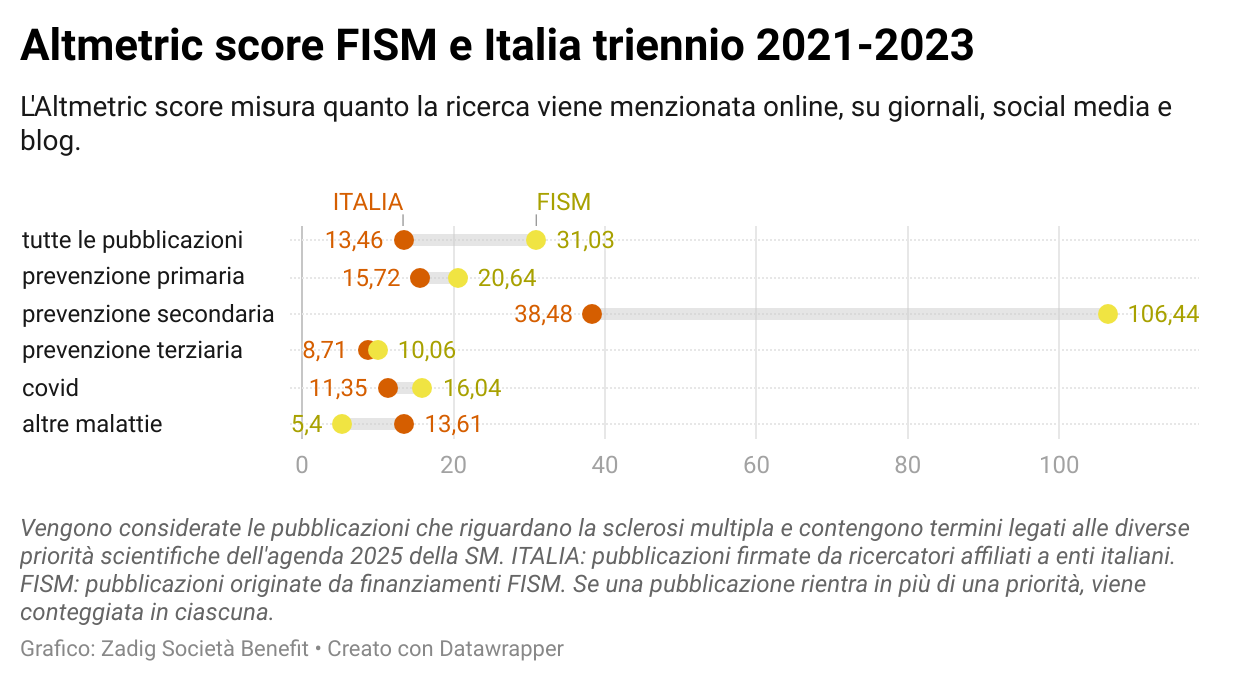 Altmetric score FISM e Italia triennio 2021-2023
L'Altmetric score misura quanto la ricerca viene menzionata online, su giornali, social media e
blog.
ITALIA FISM
tutte le pubblicazioni 13,46 31,03
prevenzione primaria 15,72 20,64
prevenzione secondaria 38,48 106,44
prevenzione terziaria 8,71 10,06
covid 11,35 16,04
altre malattie 5,4 13,61
0 20 40 60 80 100
Vengono considerate le pubblicazioni che riguardano la sclerosi multipla e contengono termini legati alle diverse
priorità scientifiche dell'agenda 2025 della SM. ITALIA: pubblicazioni firmate da ricercatori affiliati a enti italiani.
FISM: pubblicazioni originate da finanziamenti FISM. Se una pubblicazione rientra in più di una priorità, viene
conteggiata in ciascuna.
Grafico: Zadig Società Benefit • Creato con Datawrapper